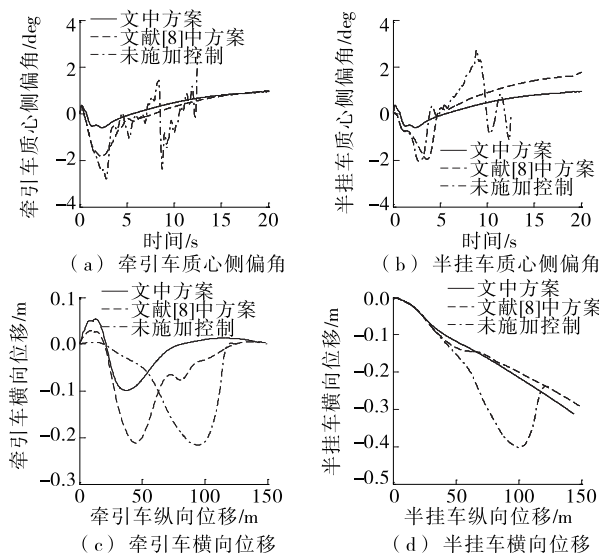 牵引车质心侧偏角/deg
4
2
0
−2
−4
文中方案
文献[8]中方案
未施加控制
0 5 10 15 20
时间/s
（a） 牵引车质心侧偏角
半挂车质心侧偏角/deg
4
2
0
−2
−4
文中方案
文献[8]中方案
未施加控制
0 5 10 15 20
时间/s
（b） 半挂车质心侧偏角
牵引车横向位移/m
0.1
0.0
−0.1
−0.2
−0.3
文中方案
文献[8]中方案
未施加控制
0 50 100 150
牵引车纵向位移/m
（c） 牵引车横向位移
半挂车横向位移/m
0.0
−0.1
−0.2
−0.3
−0.4
−0.5
文中方案
文献[8]中方案
未施加控制
0 50 100 150
半挂车纵向位移/m
（d） 半挂车横向位移